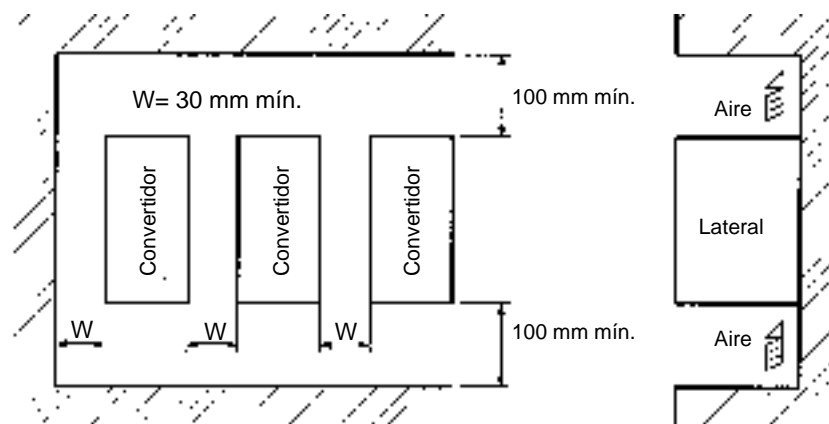 W= 30 mm mín.
100 mm mín.
Aire
Convertidor
Convertidor
Convertidor
Lateral
W
W
W
100 mm mín.
Aire